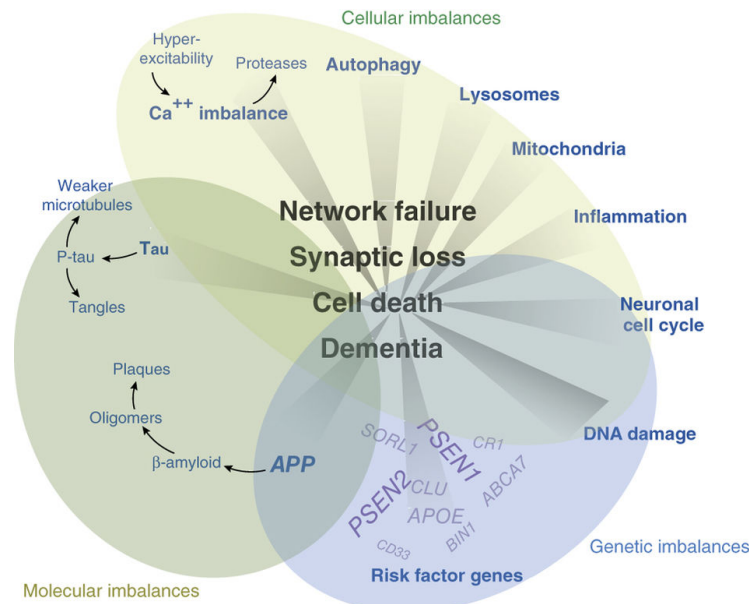 Cellular imbalances
Hyper-
excitability
Proteases
Autophagy
Ca++ imbalance
Lysosomes
Mitochondria
Weaker
microtubules
Network failure
Inflammation
Tau
P-tau
Synaptic loss
Tangles
Cell death
Neuronal
cell cycle
Dementia
Plaques
Oligomers
β-amyloid
APP
SORL1
PSEN1
CR1
DNA damage
PSEN2
CLU
ABCA7
APOE
BIN1
CD33
Risk factor genes
Genetic imbalances
Molecular imbalances